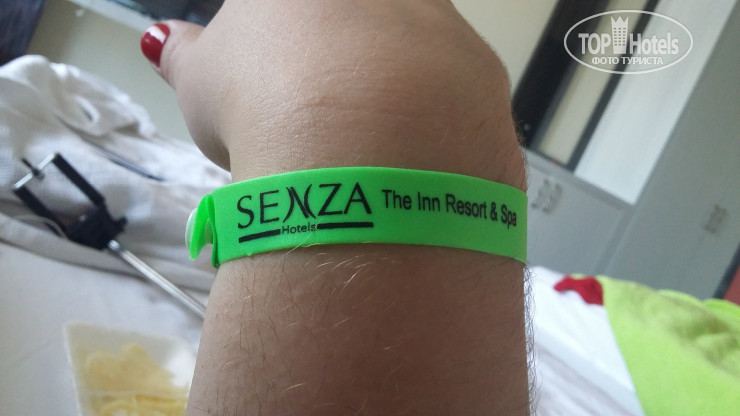 TOP Hotels
ФОТО ТУРИСТА
SENZA The Inn Resort & Spa
Hotels